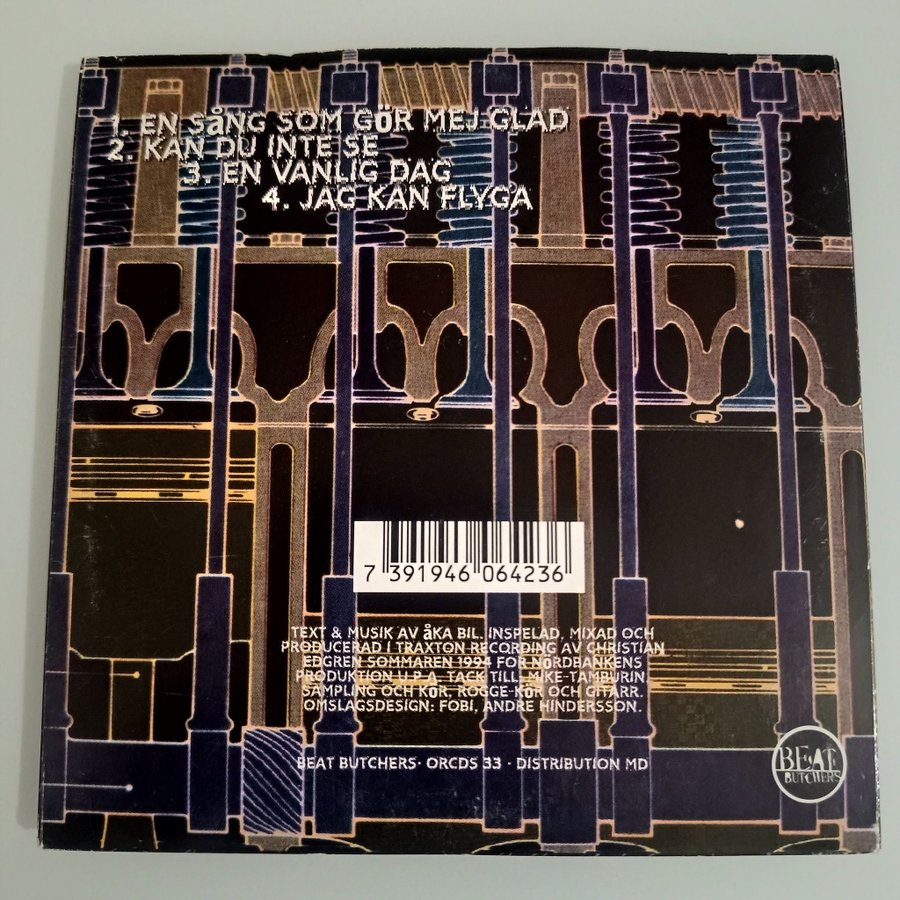 1. EN SÅNG SOM GÖR MEJ GLAD
2. KAN DU INTE SE
3. EN VANLIG DAG
4. JAG KAN FLYGA
7 391946 064236
TEXT & MUSIK AV ÅKA BIL. INSPELAD, MIXAD OCH
PRODUCERAD I TRAXTON RECORDING AV CHRISTIAN
EDGREN SOMMAREN 1994 FÖR NÖRDBANKENS
PRODUKTION U.P.A. TACK TILL: MIKE-TAMBURIN.
SAMPLING OCH KÖR, ROGGE-KÖR OCH GITARR.
OMSLAGSDESIGN: FOBI, ANDRE HINDERSSON.
BEAT BUTCHERS· ORCDS 33 · DISTRIBUTION MD
BEAT
BUTCHERS